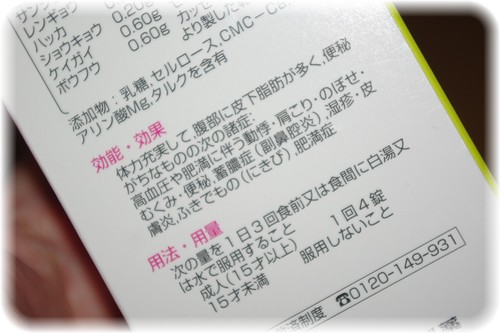 レンギョウ
ハッカ
ショウキョウ
ケイガイ
ボウフウ
0.20g
0.60g
0.60g
より製した
添加物:乳糖、セルロース、CMC-C
アリン酸Mg、タルクを含有
効能・効果
体力充実して、腹部に皮下脂肪が多く、便秘
がちなものの次の諸症:
高血圧や肥満に伴う動悸・肩こり・のぼせ・
むくみ・便秘、蓄膿症(副鼻腔炎)、湿疹・皮
膚炎、ふきでもの(にきび)、肥満症
用法・用量
次の量を1日3回食前又は食間に白湯又
は水で服用すること
成人(15才以上) 1回4錠
15才未満 服用しないこと
済制度 ☎0120-149-931